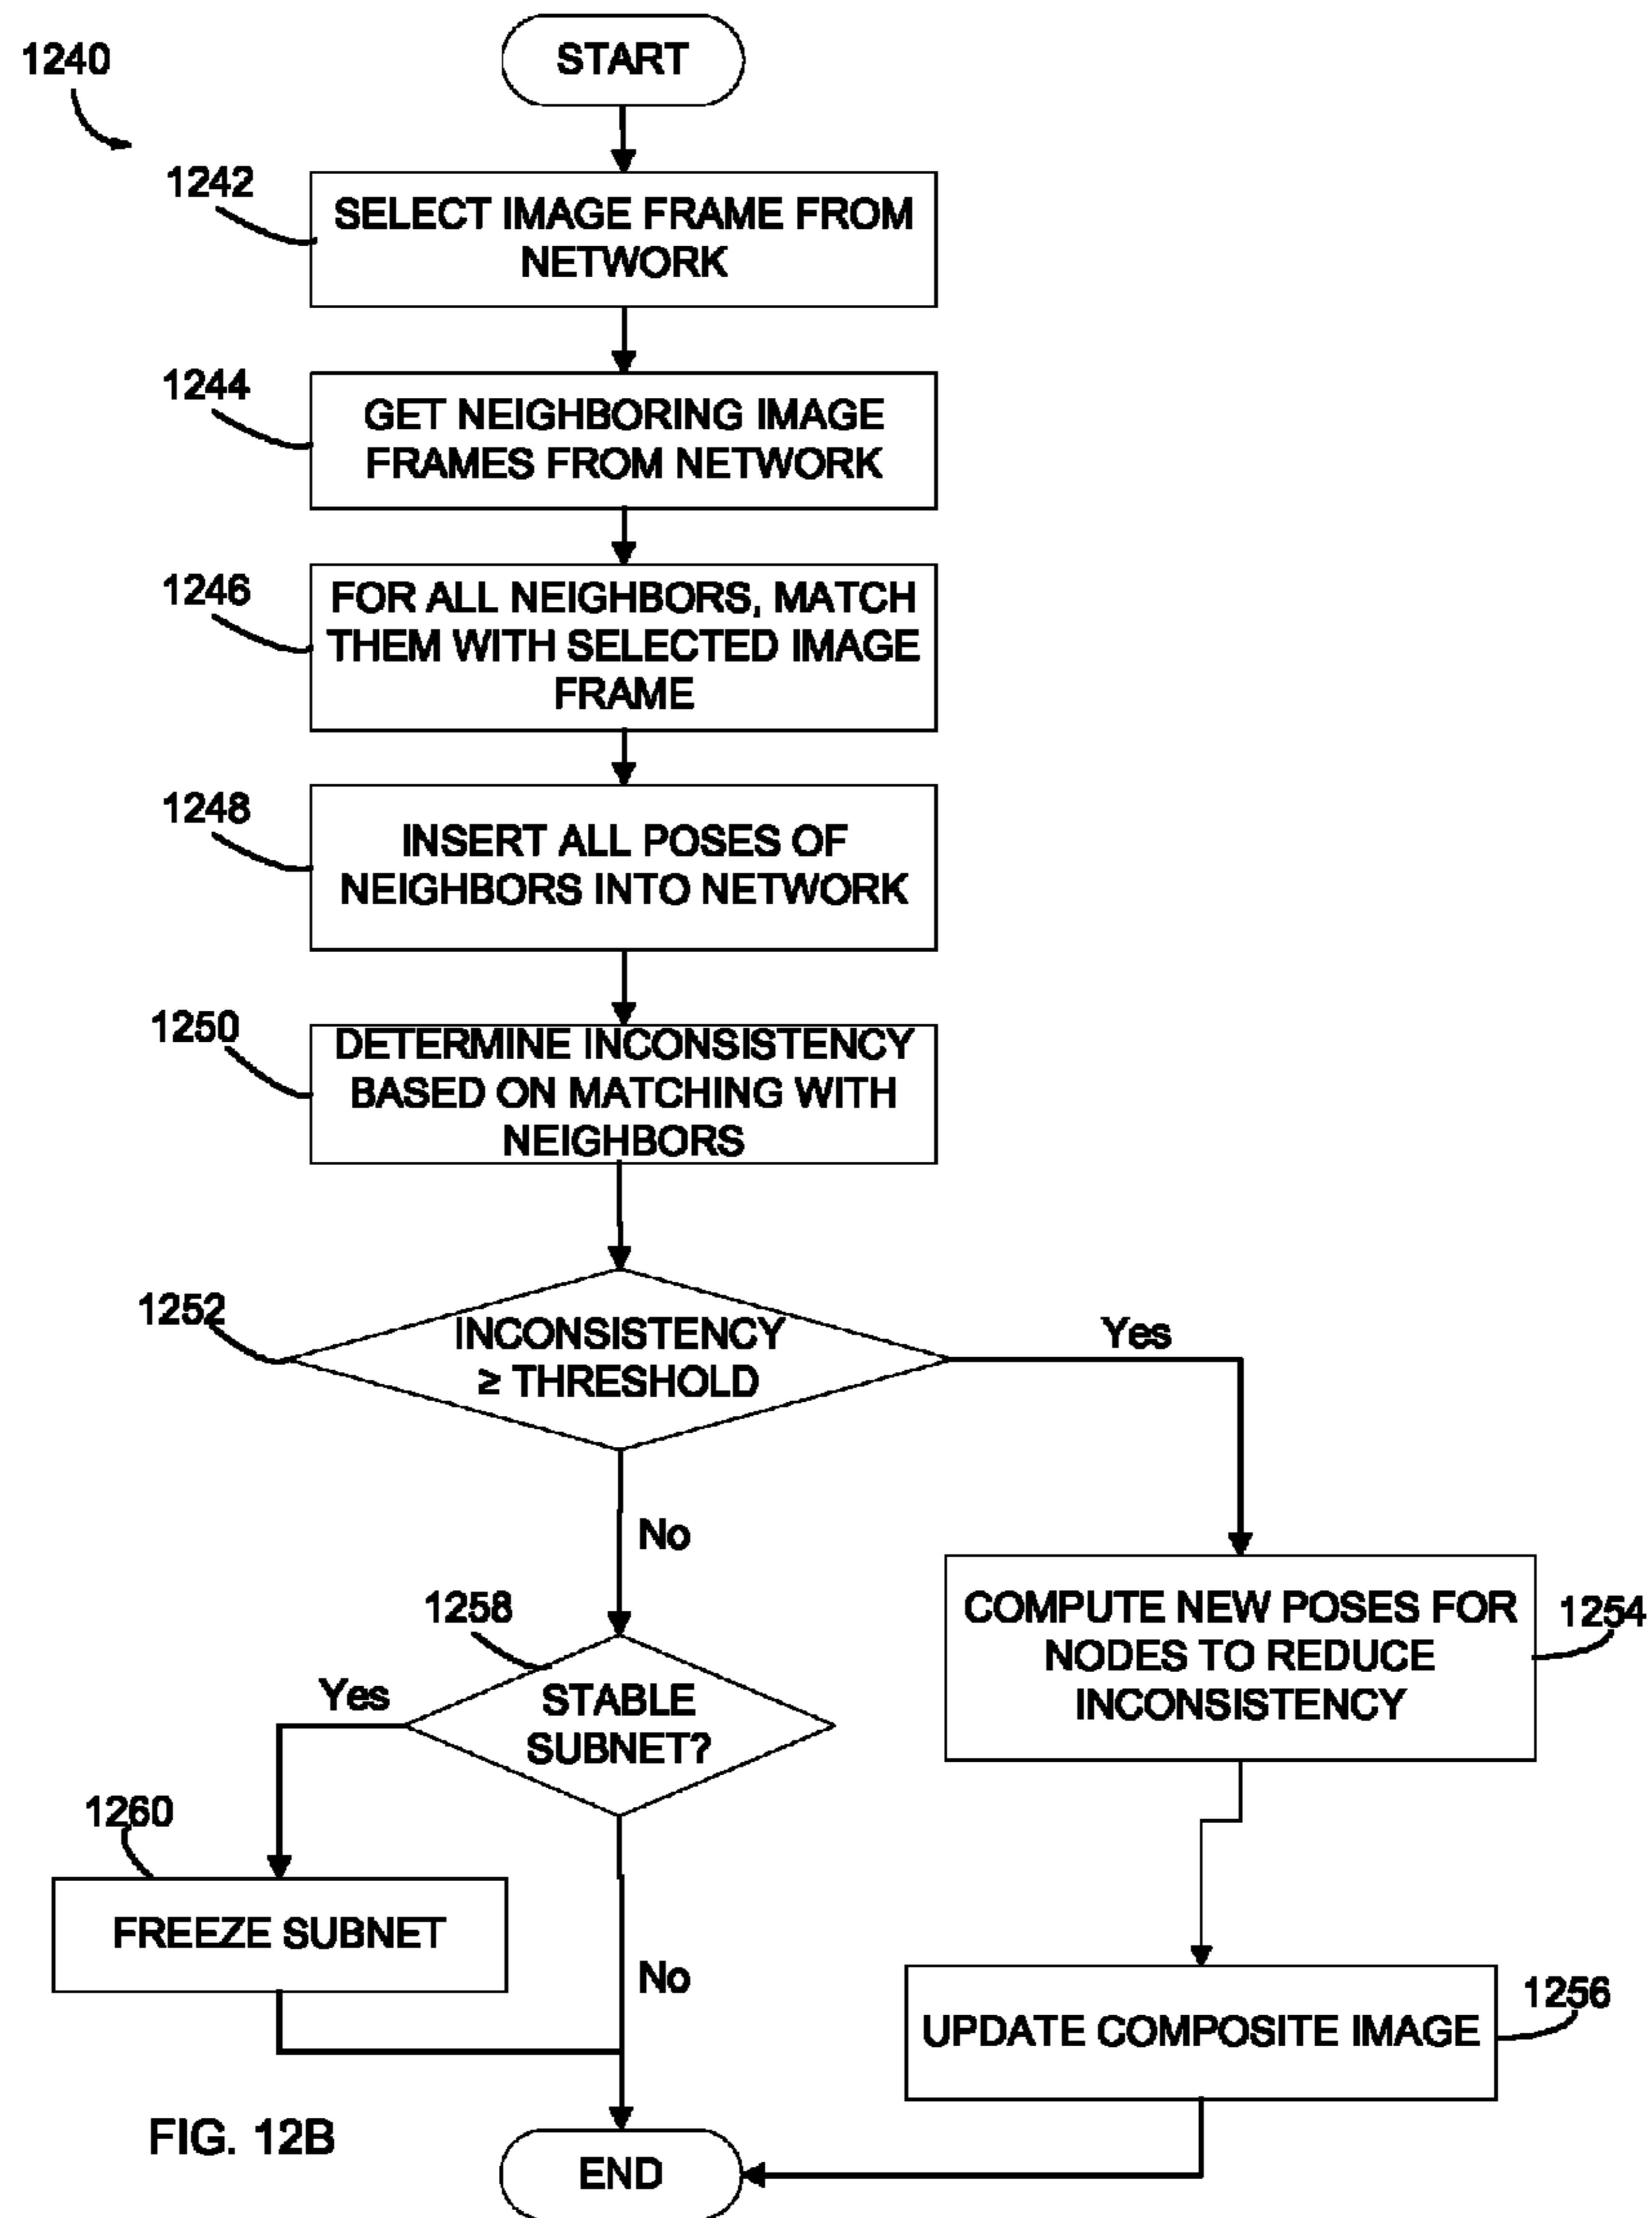 1240
START
1242
SELECT IMAGE FRAME FROM
NETWORK
1244
GET NEIGHBORING IMAGE
FRAMES FROM NETWORK
1246
FOR ALL NEIGHBORS, MATCH
THEM WITH SELECTED IMAGE
FRAME
1248
INSERT ALL POSES OF
NEIGHBORS INTO NETWORK
1250
DETERMINE INCONSISTENCY
BASED ON MATCHING WITH
NEIGHBORS
1252
INCONSISTENCY
≥ THRESHOLD
Yes
No
1254
COMPUTE NEW POSES FOR
NODES TO REDUCE
INCONSISTENCY
1258
STABLE
SUBNET?
Yes
1260
FREEZE SUBNET
No
1256
UPDATE COMPOSITE IMAGE
END
FIG. 12B